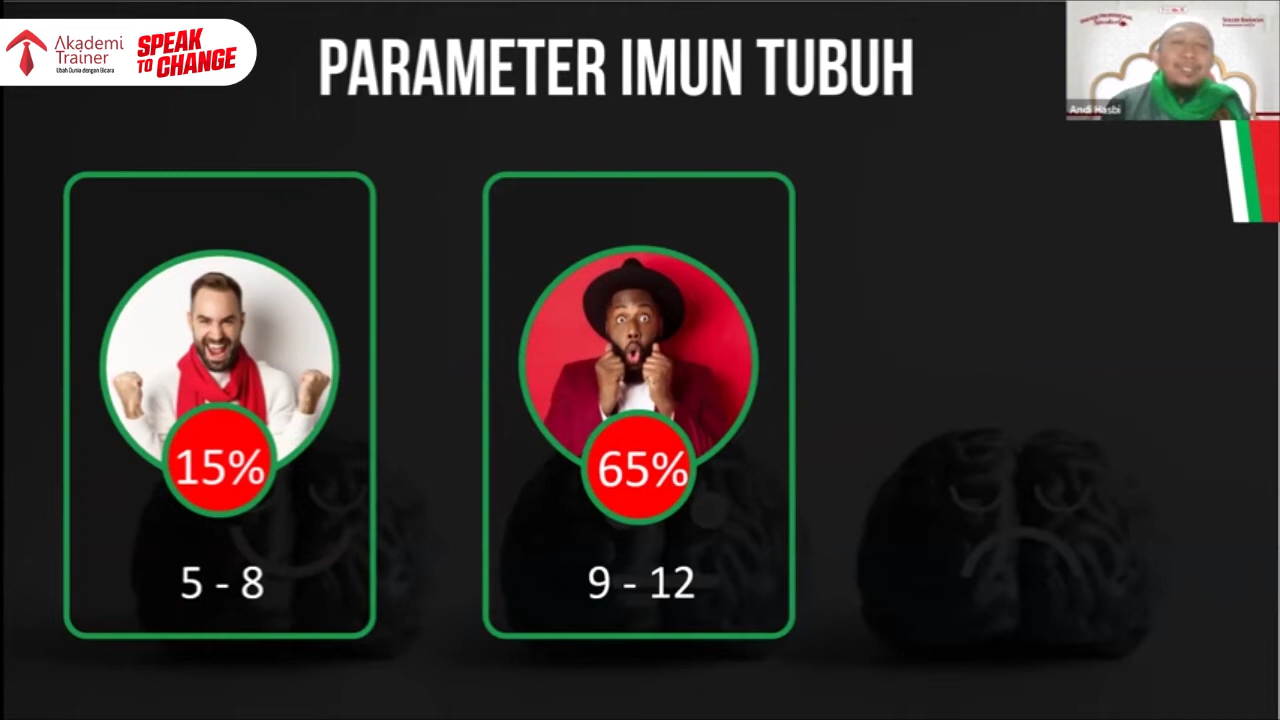 Akademi
Trainer
Ubah Dunia dengan Bicara
SPEAK
TO CHANGE
PARAMETER IMUN TUBUH
Andi Hasbi
15%
65%
5 - 8
9 - 12